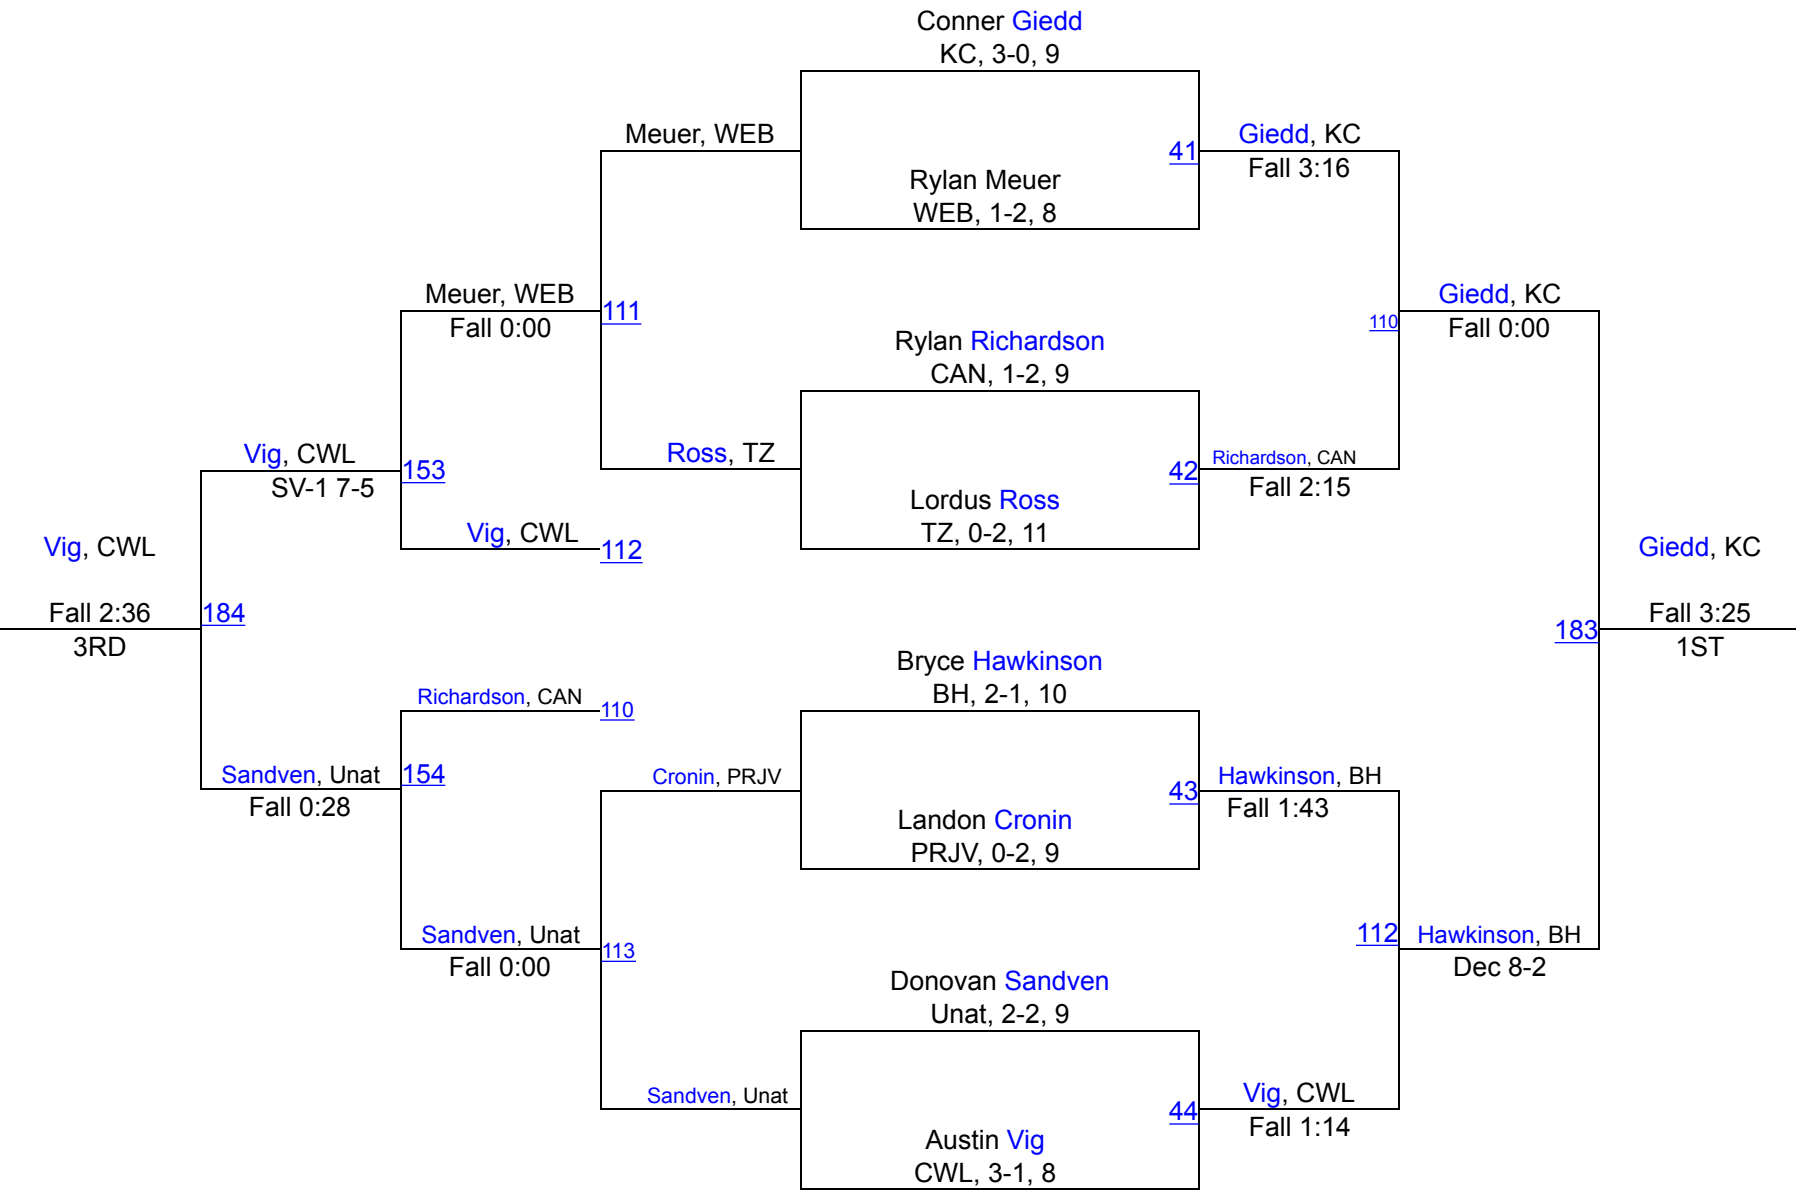 Conner Giedd
KC, 3-0, 9
Meuer, WEB
41
Giedd, KC
Fall 3:16
Rylan Meuer
WEB, 1-2, 8
Meuer, WEB
Fall 0:00
111
110
Giedd, KC
Fall 0:00
Rylan Richardson
CAN, 1-2, 9
Vig, CWL
SV-1 7-5
153
Ross, TZ
42
Richardson, CAN
Fall 2:15
Lordus Ross
TZ, 0-2, 11
Vig, CWL
112
Vig, CWL
Fall 2:36
3RD
184
183
Giedd, KC
Fall 3:25
1ST
Bryce Hawkinson
BH, 2-1, 10
Richardson, CAN
110
Sandven, Unat
Fall 0:28
154
Cronin, PRJV
43
Hawkinson, BH
Fall 1:43
Landon Cronin
PRJV, 0-2, 9
Sandven, Unat
Fall 0:00
113
112
Hawkinson, BH
Dec 8-2
Donovan Sandven
Unat, 2-2, 9
Sandven, Unat
44
Vig, CWL
Fall 1:14
Austin Vig
CWL, 3-1, 8